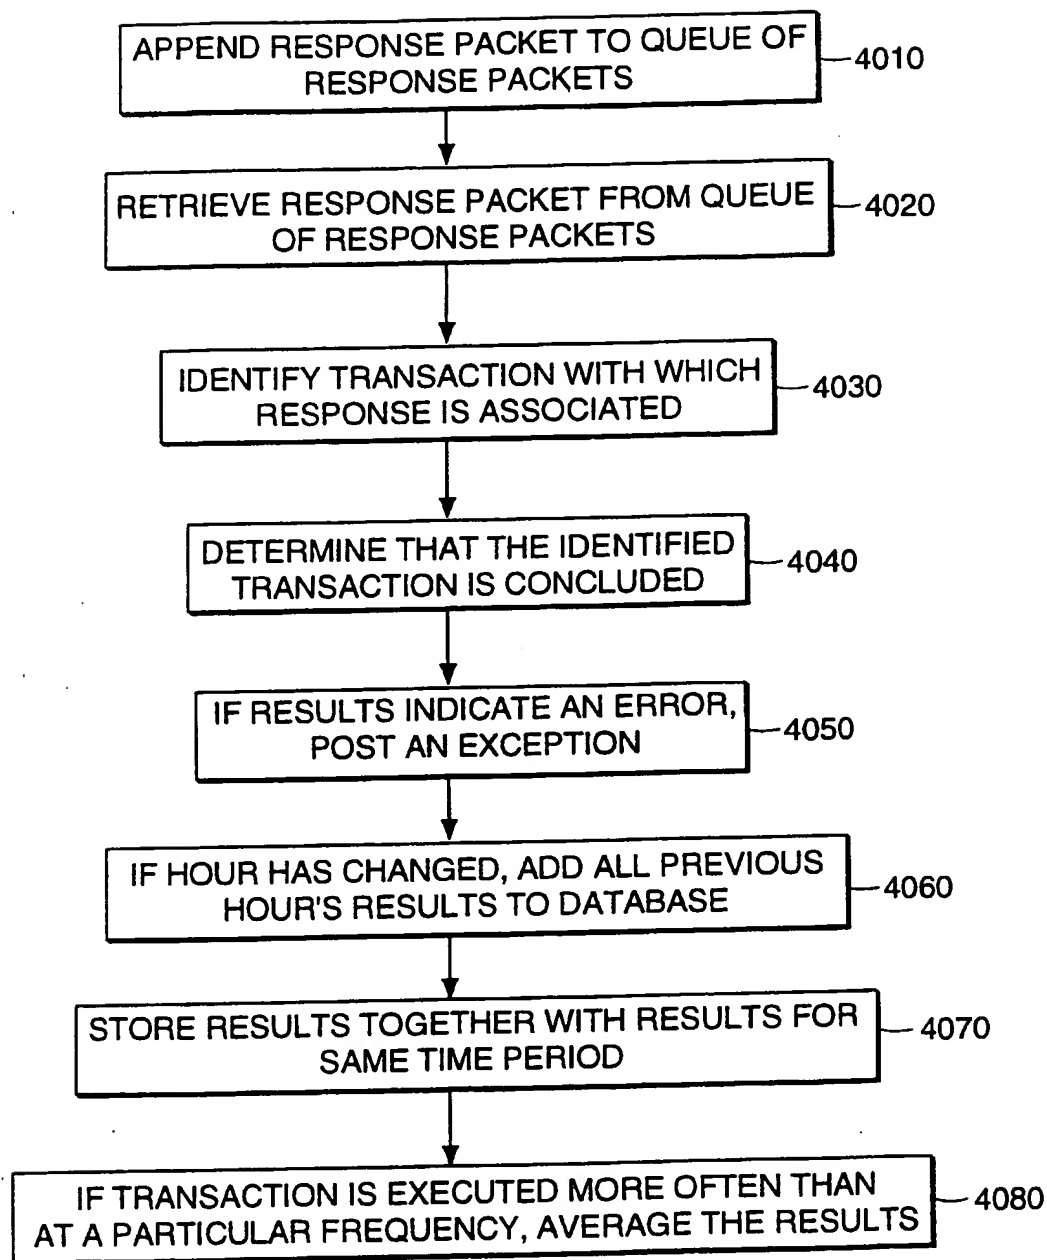 APPEND RESPONSE PACKET TO QUEUE OF
RESPONSE PACKETS
4010
RETRIEVE RESPONSE PACKET FROM QUEUE
OF RESPONSE PACKETS
4020
IDENTIFY TRANSACTION WITH WHICH
RESPONSE IS ASSOCIATED
4030
DETERMINE THAT THE IDENTIFIED
TRANSACTION IS CONCLUDED
4040
IF RESULTS INDICATE AN ERROR,
POST AN EXCEPTION
4050
IF HOUR HAS CHANGED, ADD ALL PREVIOUS
HOUR'S RESULTS TO DATABASE
4060
STORE RESULTS TOGETHER WITH RESULTS FOR
SAME TIME PERIOD
4070
IF TRANSACTION IS EXECUTED MORE OFTEN THAN
AT A PARTICULAR FREQUENCY, AVERAGE THE RESULTS
4080